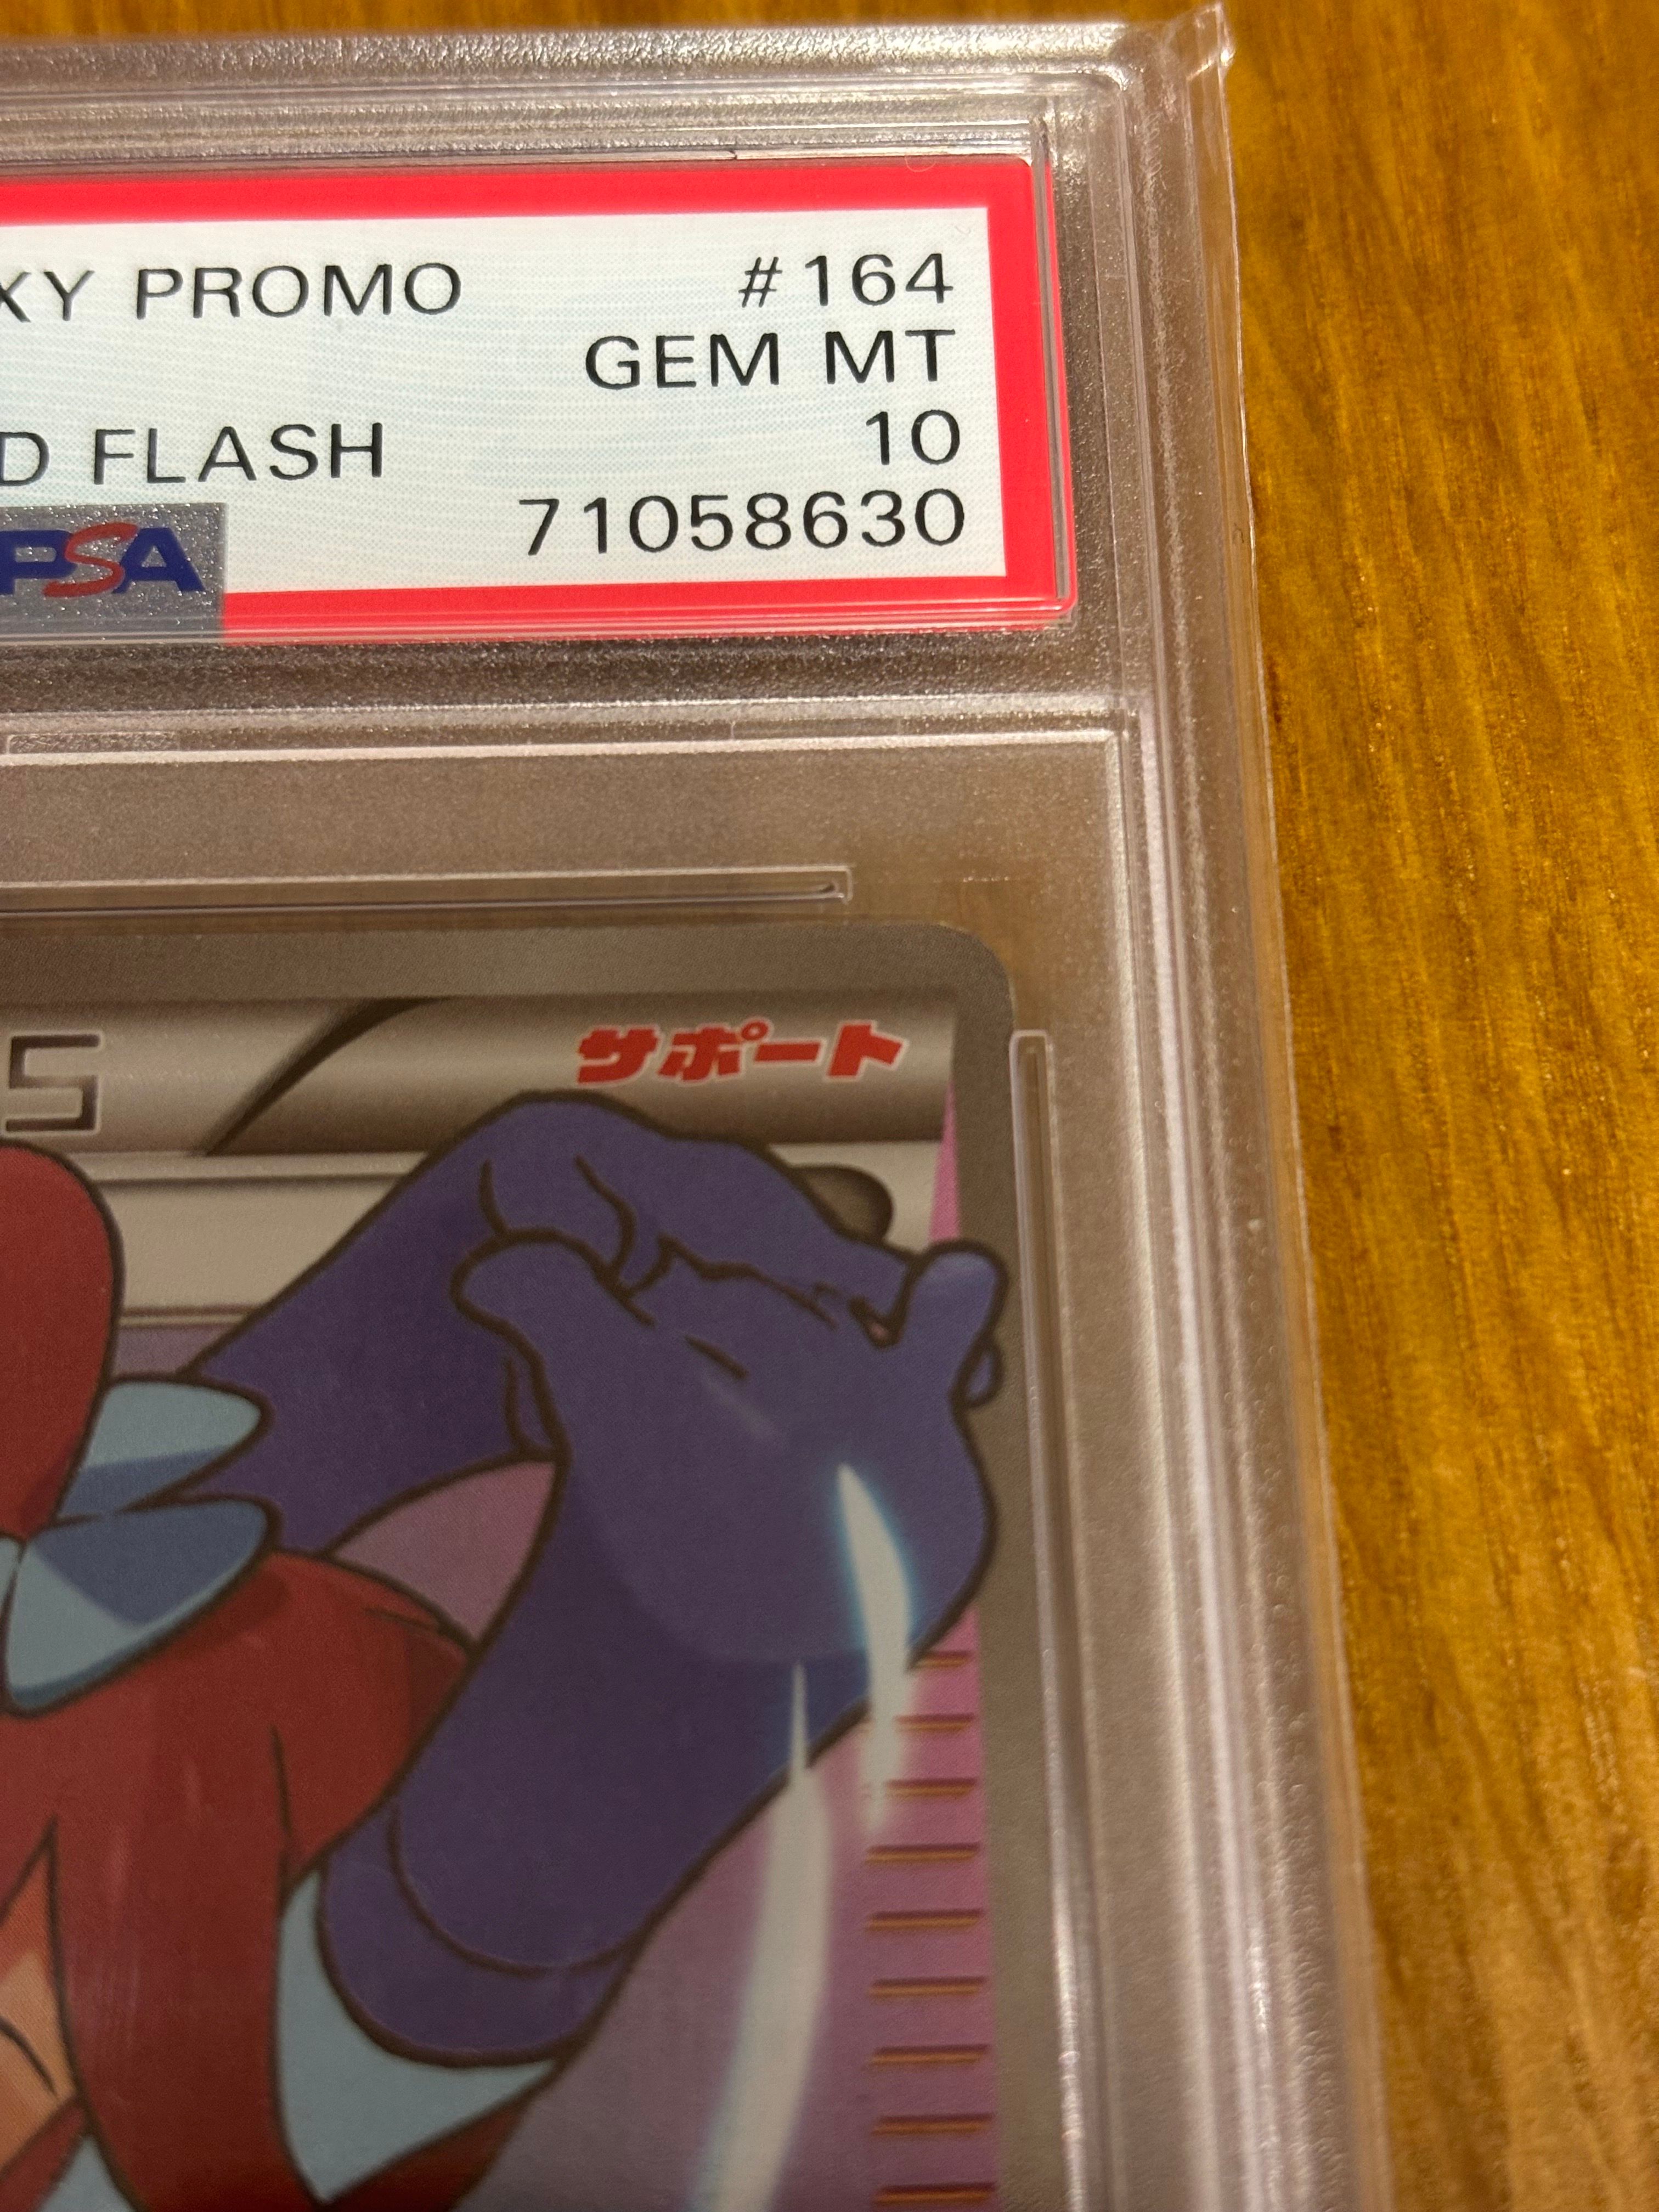 XY PROMO #164
GEM MT
D FLASH 10
PSA 71058630
サポート